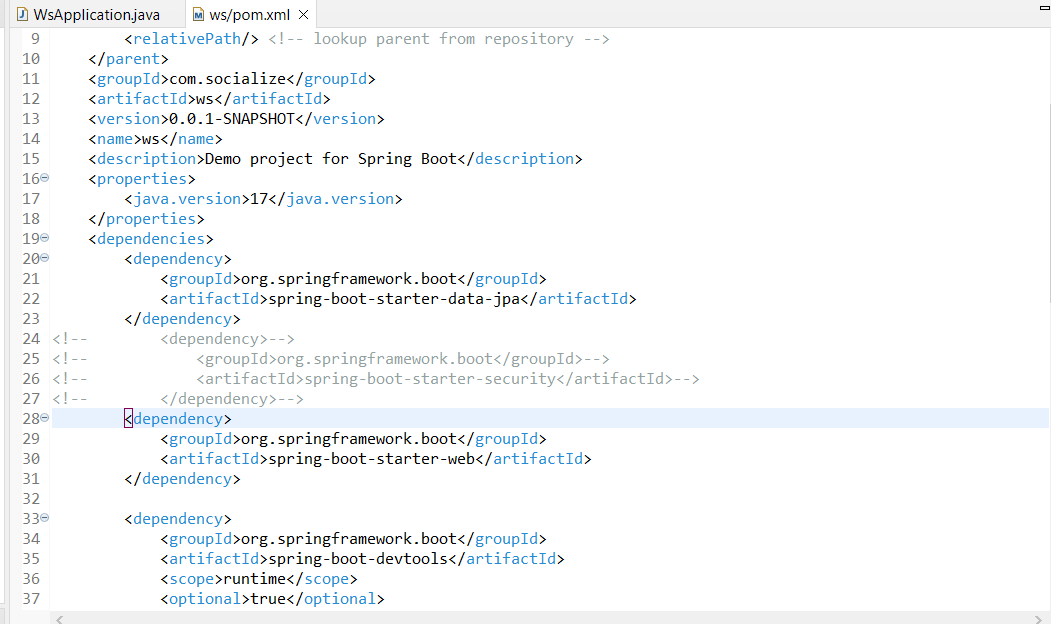 WsApplication.java ws/pom.xml
9 <relativePath/> <!-- lookup parent from repository -->
10 </parent>
11 <groupId>com.socialize</groupId>
12 <artifactId>ws</artifactId>
13 <version>0.0.1-SNAPSHOT</version>
14 <name>ws</name>
15 <description>Demo project for Spring Boot</description>
16 <properties>
17 <java.version>17</java.version>
18 </properties>
19 <dependencies>
20 <dependency>
21 <groupId>org.springframework.boot</groupId>
22 <artifactId>spring-boot-starter-data-jpa</artifactId>
23 </dependency>
24 <!-- <dependency>-->
25 <!-- <groupId>org.springframework.boot</groupId>-->
26 <!-- <artifactId>spring-boot-starter-security</artifactId>-->
27 <!-- </dependency>-->
28 <dependency>
29 <groupId>org.springframework.boot</groupId>
30 <artifactId>spring-boot-starter-web</artifactId>
31 </dependency>
32
33 <dependency>
34 <groupId>org.springframework.boot</groupId>
35 <artifactId>spring-boot-devtools</artifactId>
36 <scope>runtime</scope>
37 <optional>true</optional>